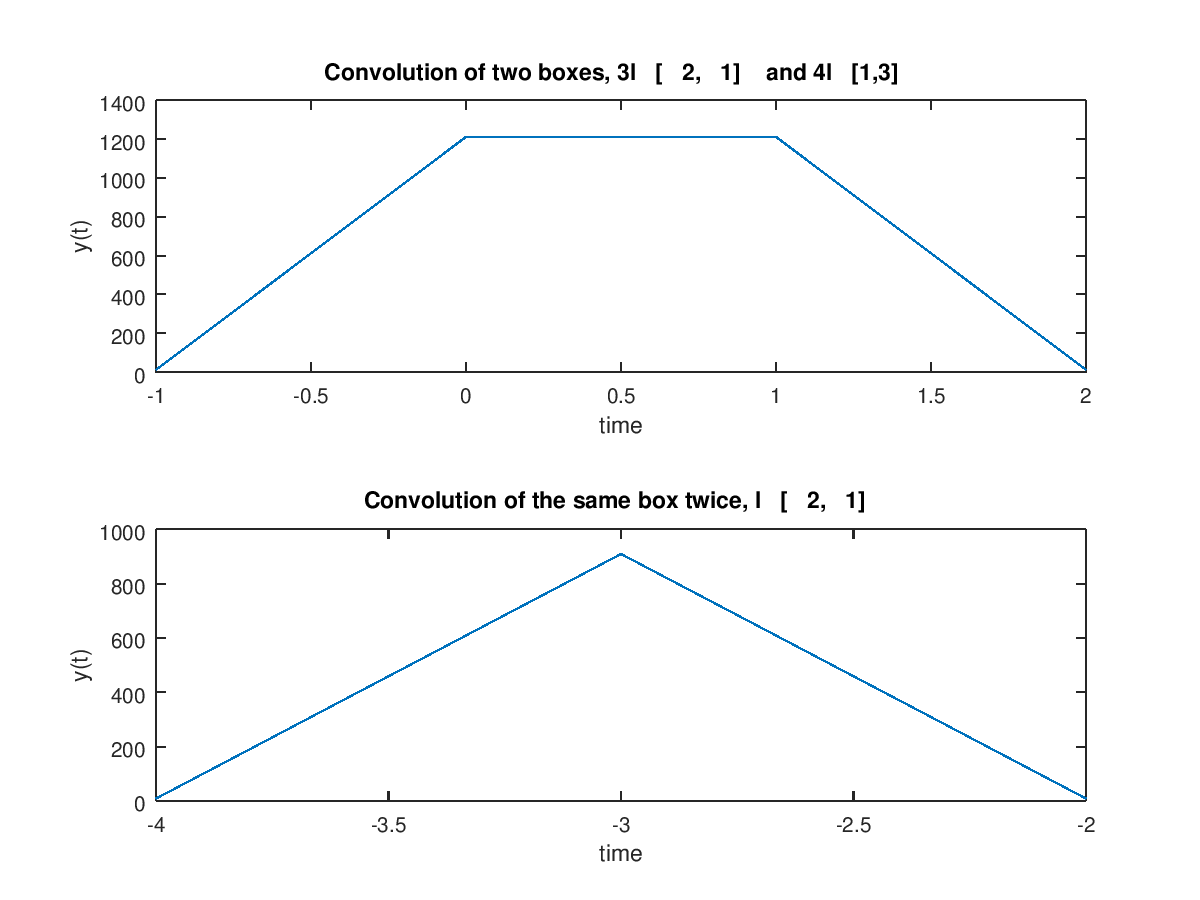 Convolution of two boxes, 3I [ 2, 1] and 4I [1,3]
1400
1200
1000
800
600
400
200
0
y(t)
-1 -0.5 0 0.5 1 1.5 2
time
Convolution of the same box twice, I [ 2, 1]
1000
800
600
400
200
0
y(t)
-4 -3.5 -3 -2.5 -2
time